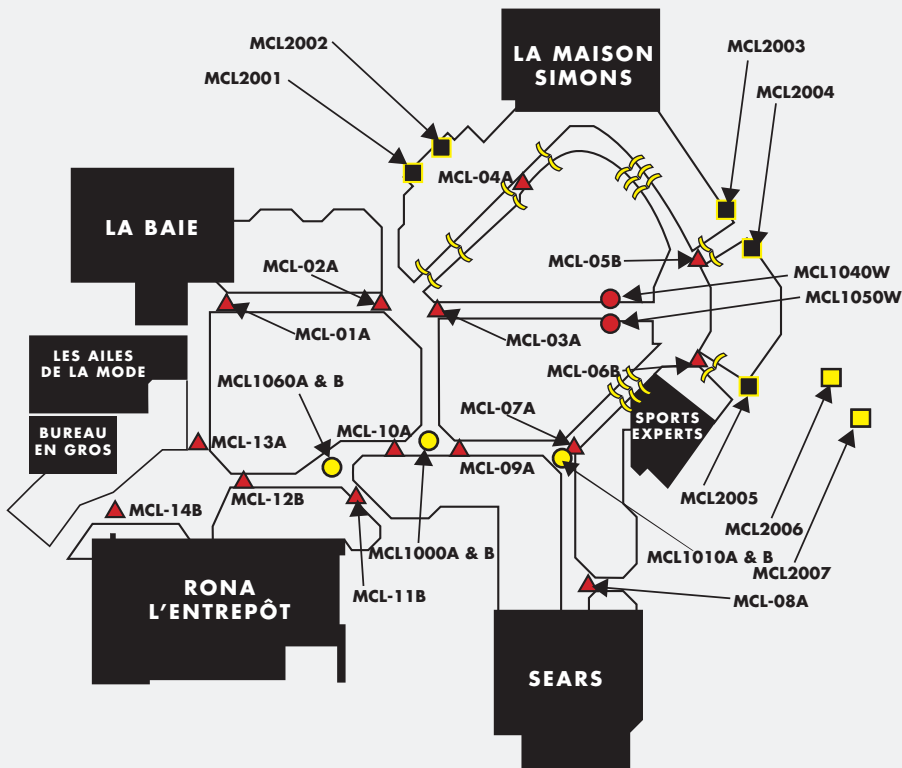 MCL2002
MCL2001
LA MAISON
SIMONS
MCL2003
MCL2004
MCL-04A
LA BAIE
MCL-02A
MCL-05B
MCL1040W
MCL1050W
MCL-01A
MCL-03A
LES AILES
DE LA MODE
MCL1060A & B
MCL-06B
MCL-07A
SPORTS
EXPERTS
BUREAU
EN GROS
MCL-10A
MCL-13A
MCL-09A
MCL-12B
MCL2005
MCL-14B
MCL2006
MCL1000A & B
MCL1010A & B
MCL2007
RONA
L'ENTREPÔT
MCL-11B
MCL-08A
SEARS